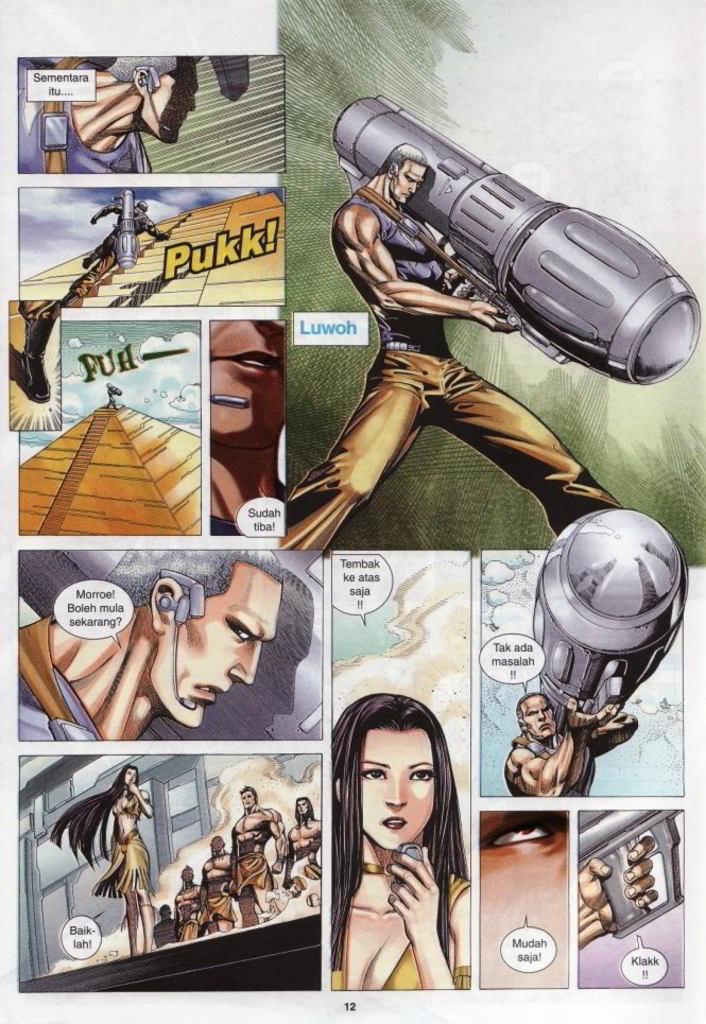 Sementara
itu....
Pukk!
Luwoh
FUH
Sudah
tiba!
Morroe!
Boleh mula
sekarang?
Tembak
ke atas
saja
!!
Tak ada
masalah
!!
Baik-
lah!
Mudah
saja!
Klakk
!!
12